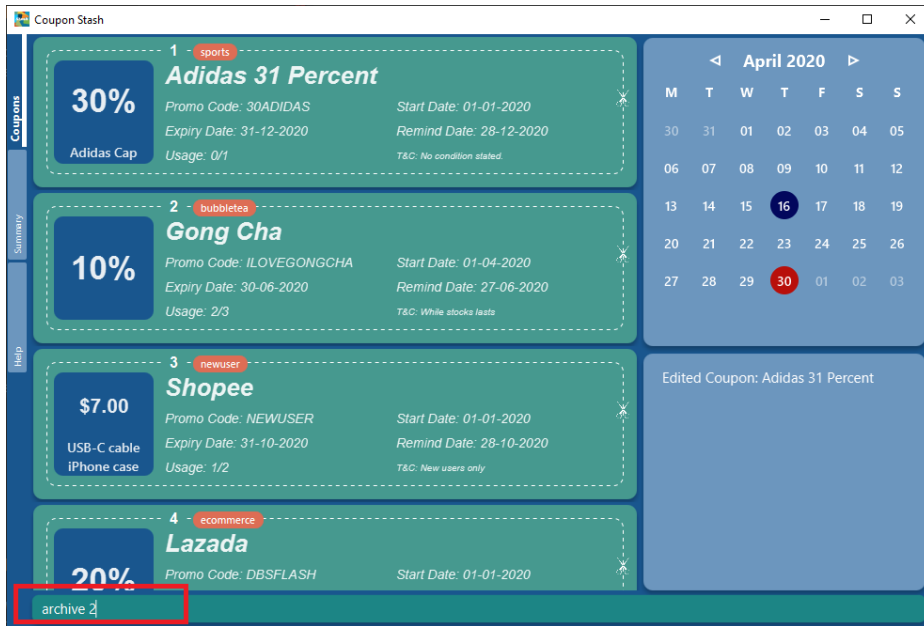 Coupon Stash
Coupons
Summary
Help
1 - sports
30%
Adidas Cap
Adidas 31 Percent
Promo Code: 30ADIDAS
Start Date: 01-01-2020
Expiry Date: 31-12-2020
Remind Date: 28-12-2020
Usage: 0/1
T&C: No condition stated.
2 - bubbletea
10%
Gong Cha
Promo Code: ILOVEGONGCHA
Start Date: 01-04-2020
Expiry Date: 30-06-2020
Remind Date: 27-06-2020
Usage: 2/3
T&C: While stocks lasts
3 - newuser
$7.00
USB-C cable
iPhone case
Shopee
Promo Code: NEWUSER
Start Date: 01-01-2020
Expiry Date: 31-10-2020
Remind Date: 28-10-2020
Usage: 1/2
T&C: New users only
4 - ecommerce
20%
Lazada
Promo Code: DBSFLASH
Start Date: 01-01-2020
archive 2
April 2020
M T W T F S S
30 31 01 02 03 04 05
06 07 08 09 10 11 12
13 14 15 16 17 18 19
20 21 22 23 24 25 26
27 28 29 30 01 02 03
Edited Coupon: Adidas 31 Percent